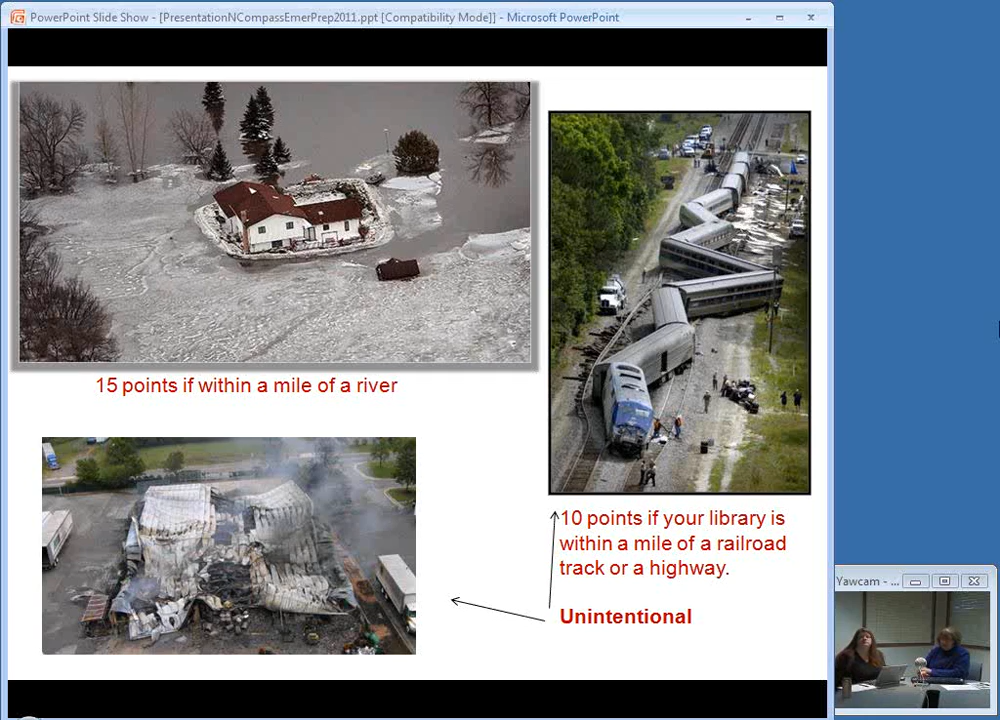 PowerPoint Slide Show - [PresentationNCompassEmerPrep2011.ppt [Compatibility Mode]] - Microsoft PowerPoint
15 points if within a mile of a river
10 points if your library is
within a mile of a railroad
track or a highway.
Unintentional
Yawcam - ...